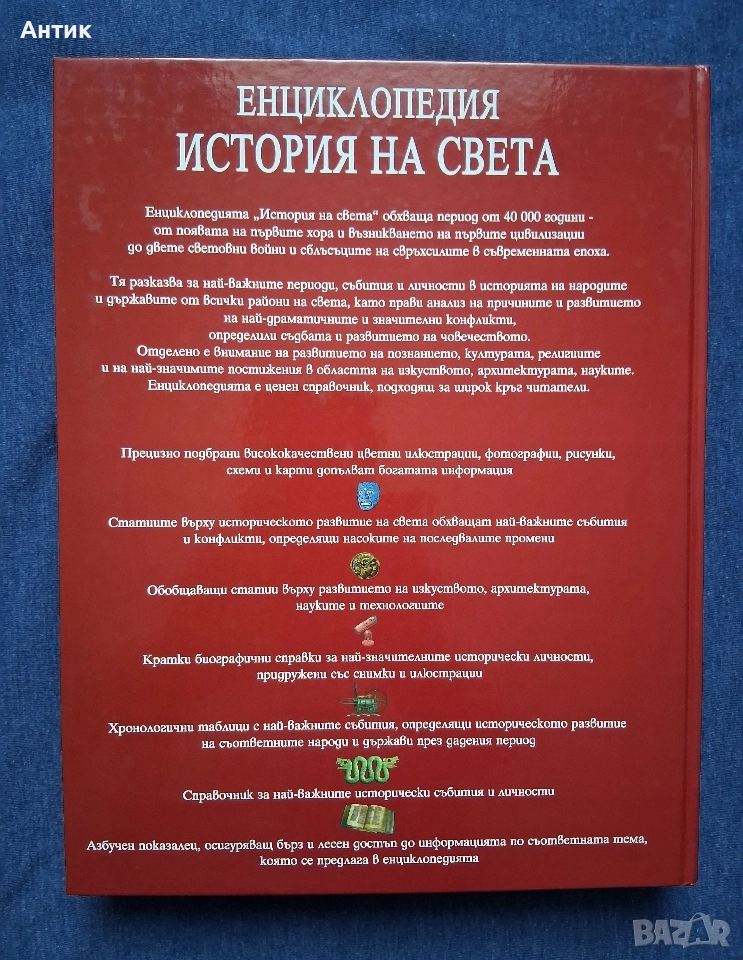 Антик
ЕНЦИКЛОПЕДИЯ
ИСТОРИЯ НА СВЕТА
Енциклопедията „История на света“ обхваща период от 40 000 години -
от появата на първите хора и възникването на първите цивилизации
до двете световни войни и сблъсъците на свръхсилите в съвременната епоха.
Тя разказва за най-важните периоди, събития и личности в историята на народите
и държавите от всички райони на света, като прави анализ на причините и развитието
на най-драматичните и значителни конфликти,
определили съдбата и развитието на човечеството.
Отделено е внимание на развитието на познанието, културата, религиите
и на най-значимите постижения в областта на изкуството, архитектурата, науките.
Енциклопедията е ценен справочник, подходящ за широк кръг читатели.
Прецизно подбрани висококачествени цветни илюстрации, фотографии, рисунки,
схеми и карти допълват богатата информация
Статиите върху историческото развитие на света обхващат най-важните събития
и конфликти, определящи насоките на последвалите промени
Обобщаващи статии върху развитието на изкуството, архитектурата,
науките и технологиите
Кратки биографични справки за най-значителните исторически личности,
придружени със снимки и илюстрации
Хронологични таблици с най-важните събития, определящи историческото развитие
на съответните народи и държави през дадения период
Справочник за най-важните исторически събития и личности
Азбучен показалец, осигуряващ бърз и лесен достъп до информацията по съответната тема,
която се предлага в енциклопедията
BAZAR